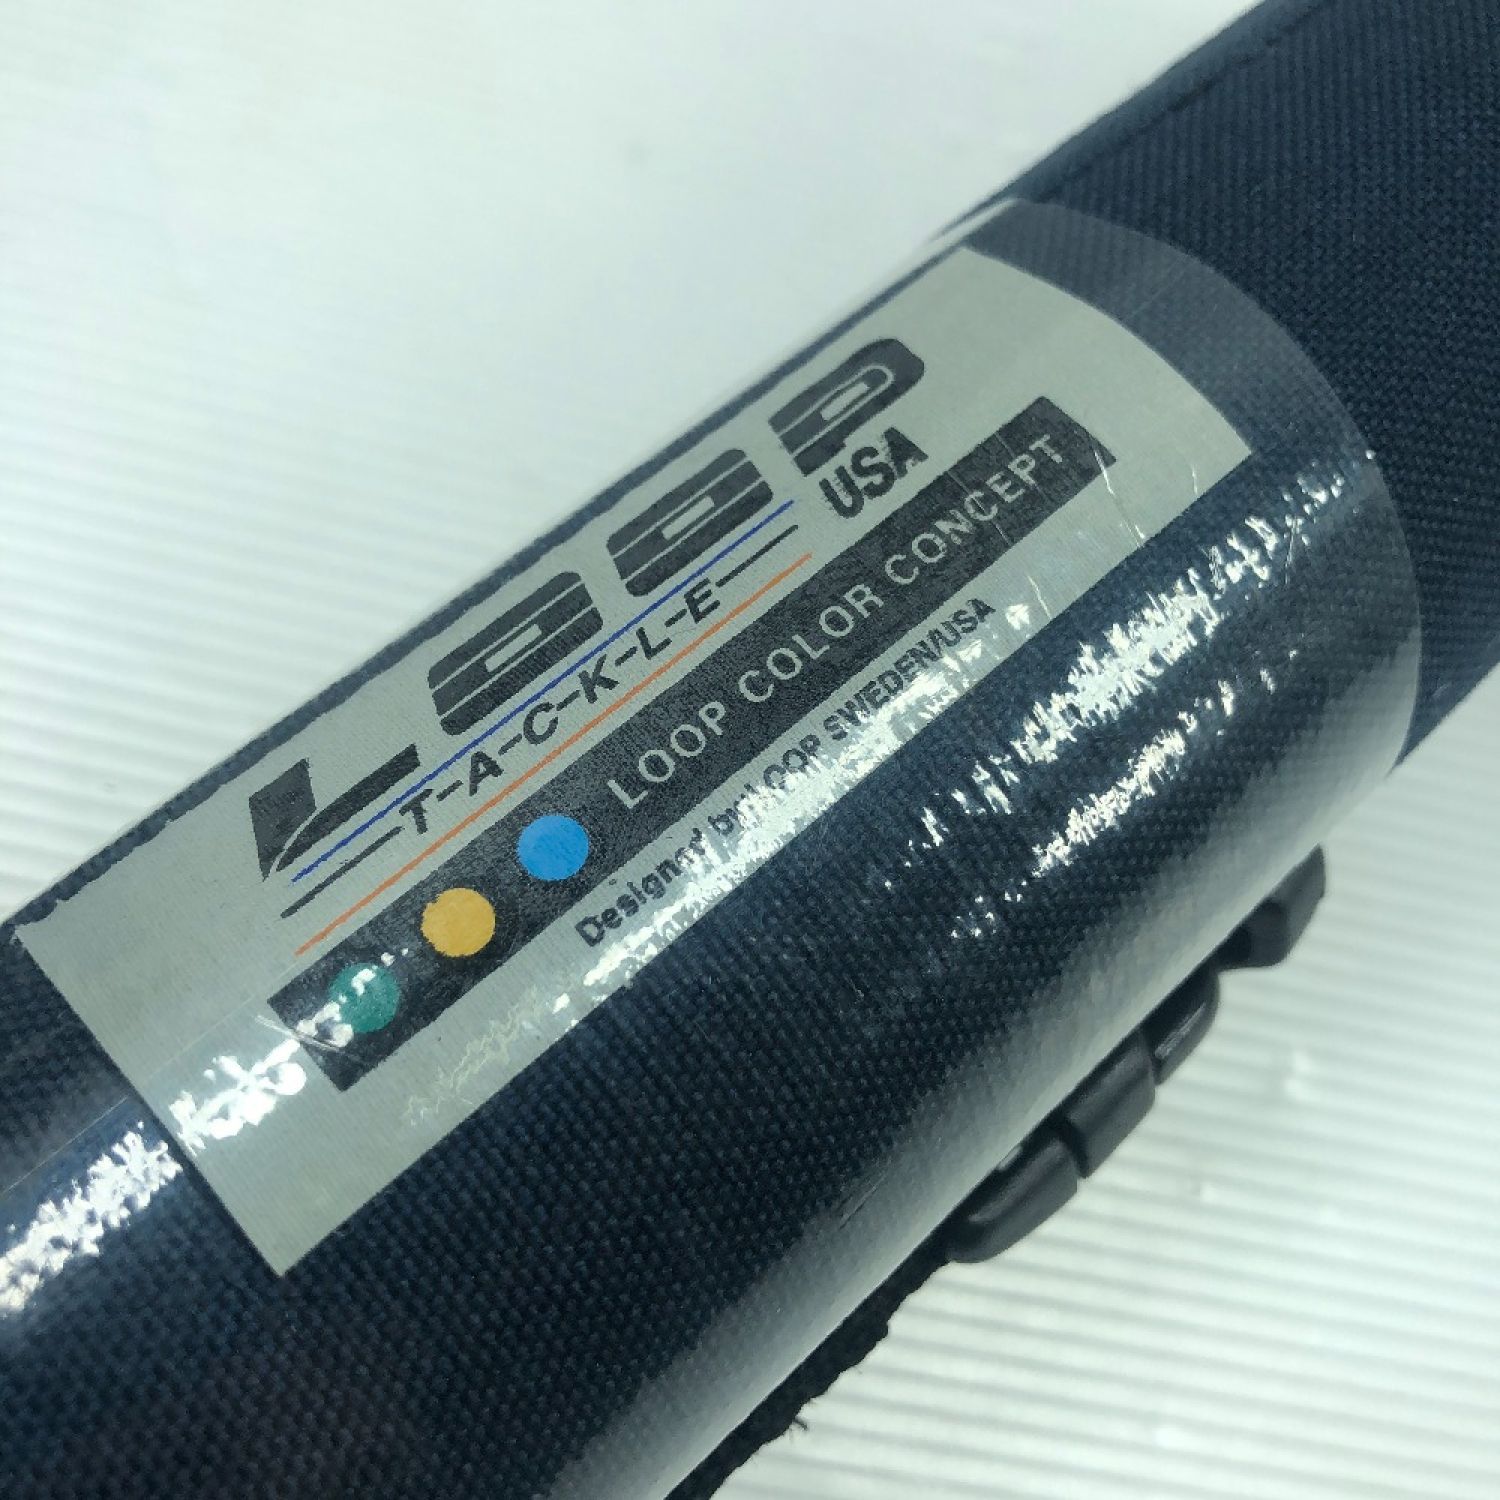 Loop
USA
T-A-C-K-L-E
LOOP COLOR CONCEPT
Designed by LOOP SWEDEN/USA